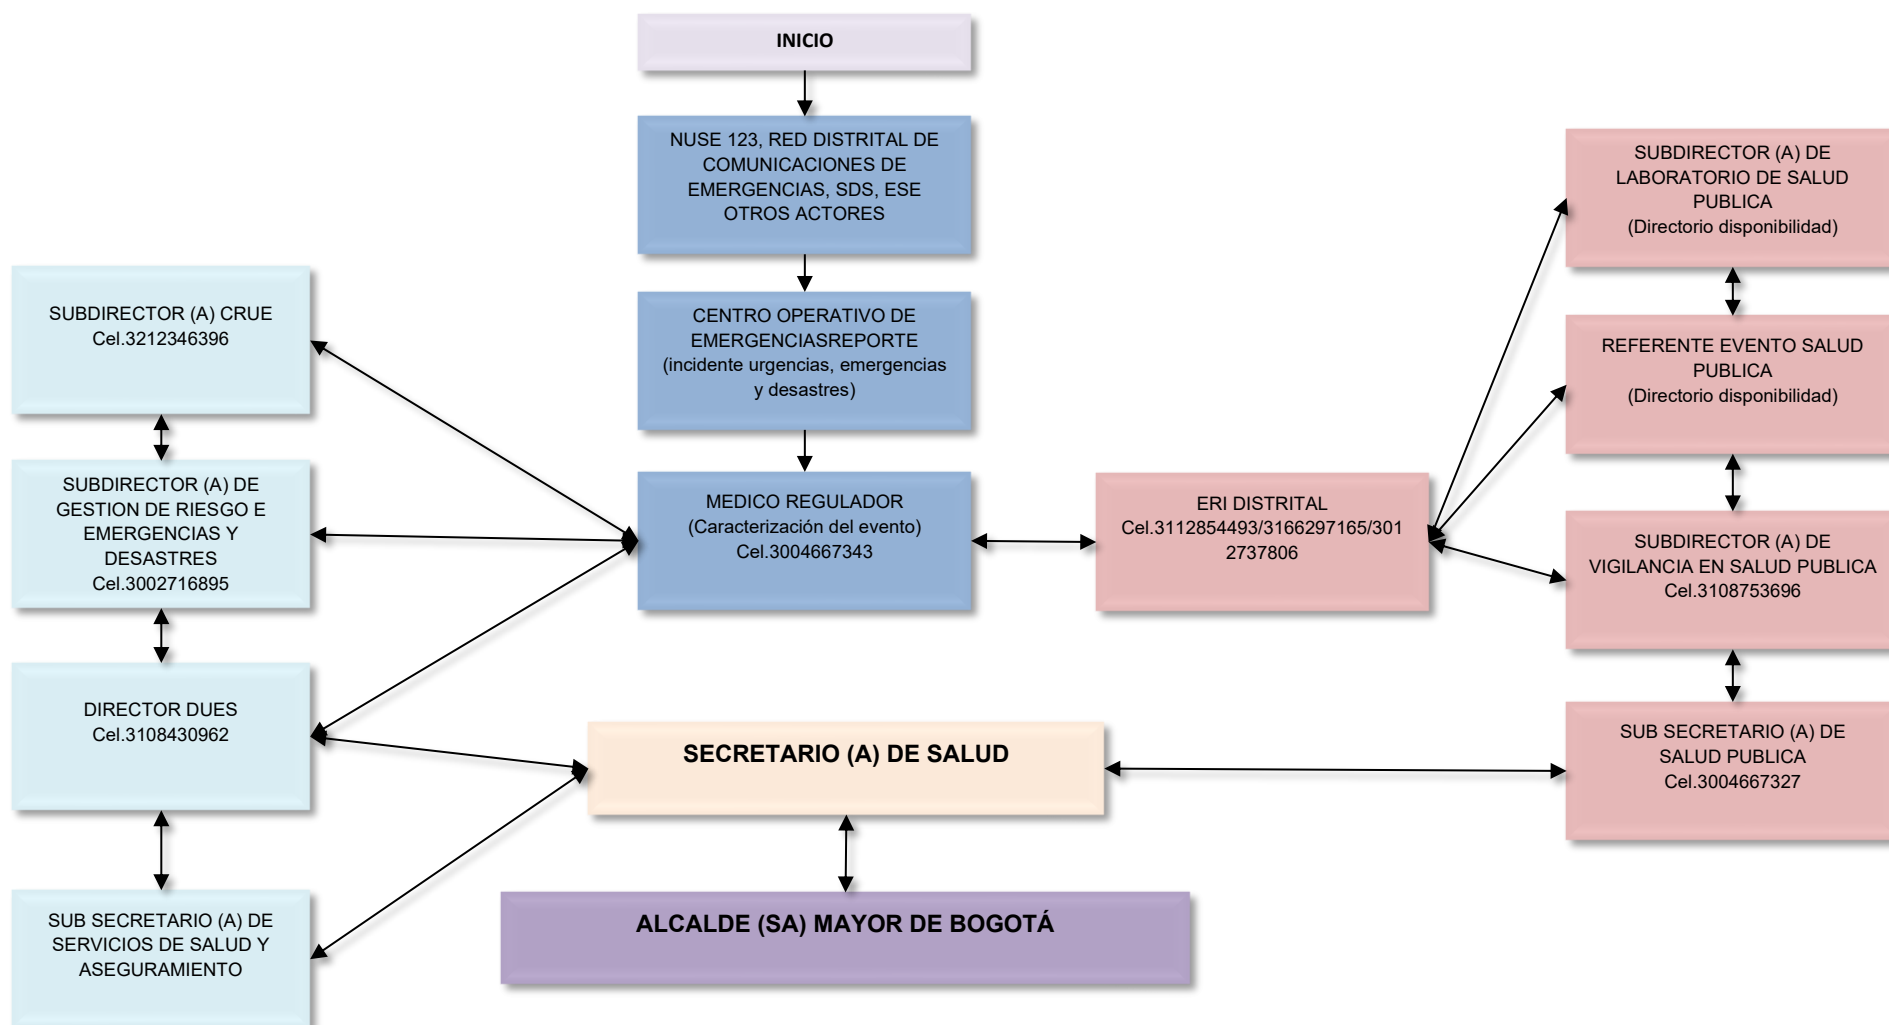 INICIO
NUSE 123, RED DISTRITAL DE
COMUNICACIONES DE
EMERGENCIAS, SDS, ESE
OTROS ACTORES
CENTRO OPERATIVO DE
EMERGENCIASREPORTE
(incidente urgencias, emergencias
y desastres)
MEDICO REGULADOR
(Caracterización del evento)
Cel.3004667343
SUBDIRECTOR (A) CRUE
Cel.3212346396
SUBDIRECTOR (A) DE
GESTION DE RIESGO E
EMERGENCIAS Y
DESASTRES
Cel.3002716895
DIRECTOR DUES
Cel.3108430962
SUB SECRETARIO (A) DE
SERVICIOS DE SALUD Y
ASEGURAMIENTO
ERI DISTRITAL
Cel.3112854493/3166297165/301
2737806
SUBDIRECTOR (A) DE
LABORATORIO DE SALUD
PUBLICA
(Directorio disponibilidad)
REFERENTE EVENTO SALUD
PUBLICA
(Directorio disponibilidad)
SUBDIRECTOR (A) DE
VIGILANCIA EN SALUD PUBLICA
Cel.3108753696
SUB SECRETARIO (A) DE
SALUD PUBLICA
Cel.3004667327
SECRETARIO (A) DE SALUD
ALCALDE (SA) MAYOR DE BOGOTÁ